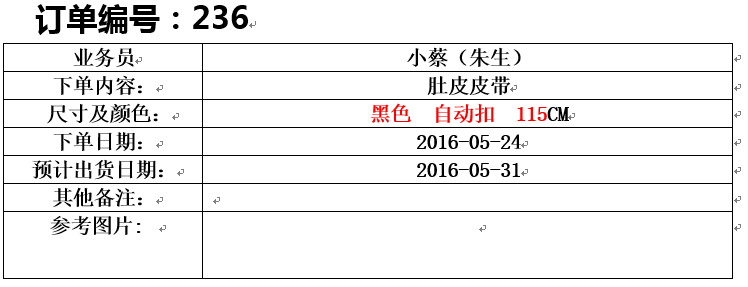 订单编号：236
业务员 小蔡（朱生）
下单内容： 肚皮皮带
尺寸及颜色： 黑色 自动扣 115CM
下单日期： 2016-05-24
预计出货日期： 2016-05-31
其他备注：
参考图片：